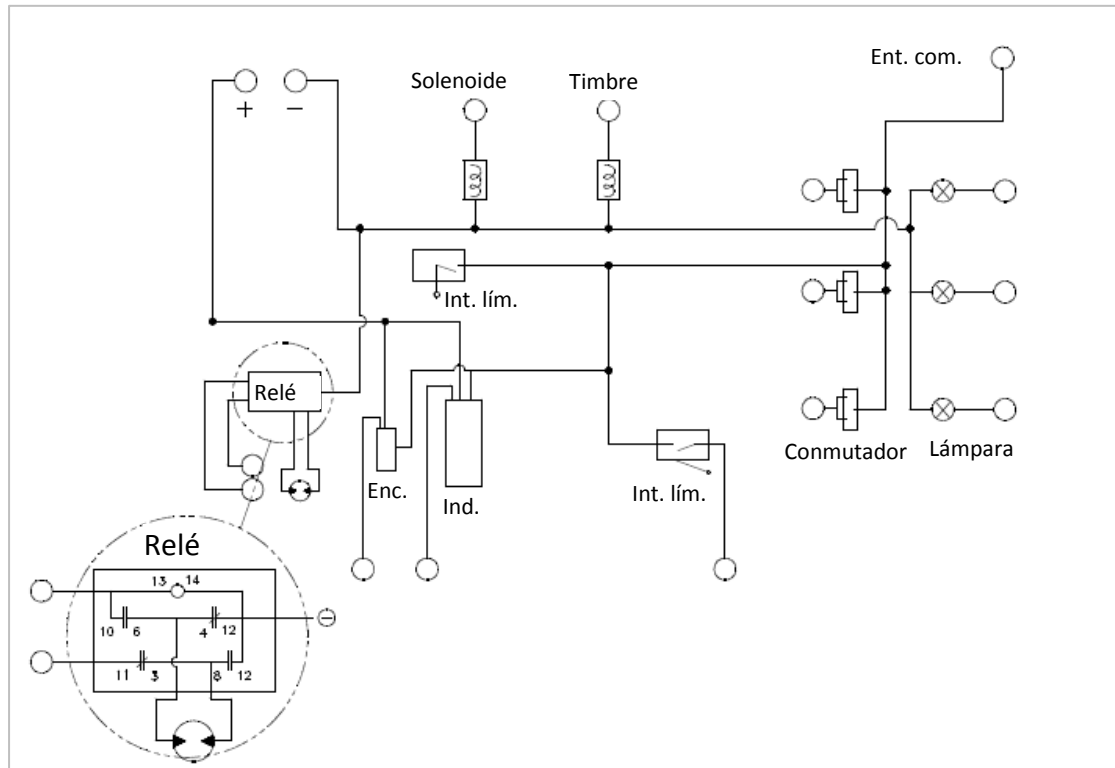 Ent. com.
Solenoide
Timbre
+
−
Int. lím.
Relé
Conmutador
Lámpara
Enc.
Ind.
Int. lím.
Relé
13
14
10
6
4
12
−
11
3
8
12